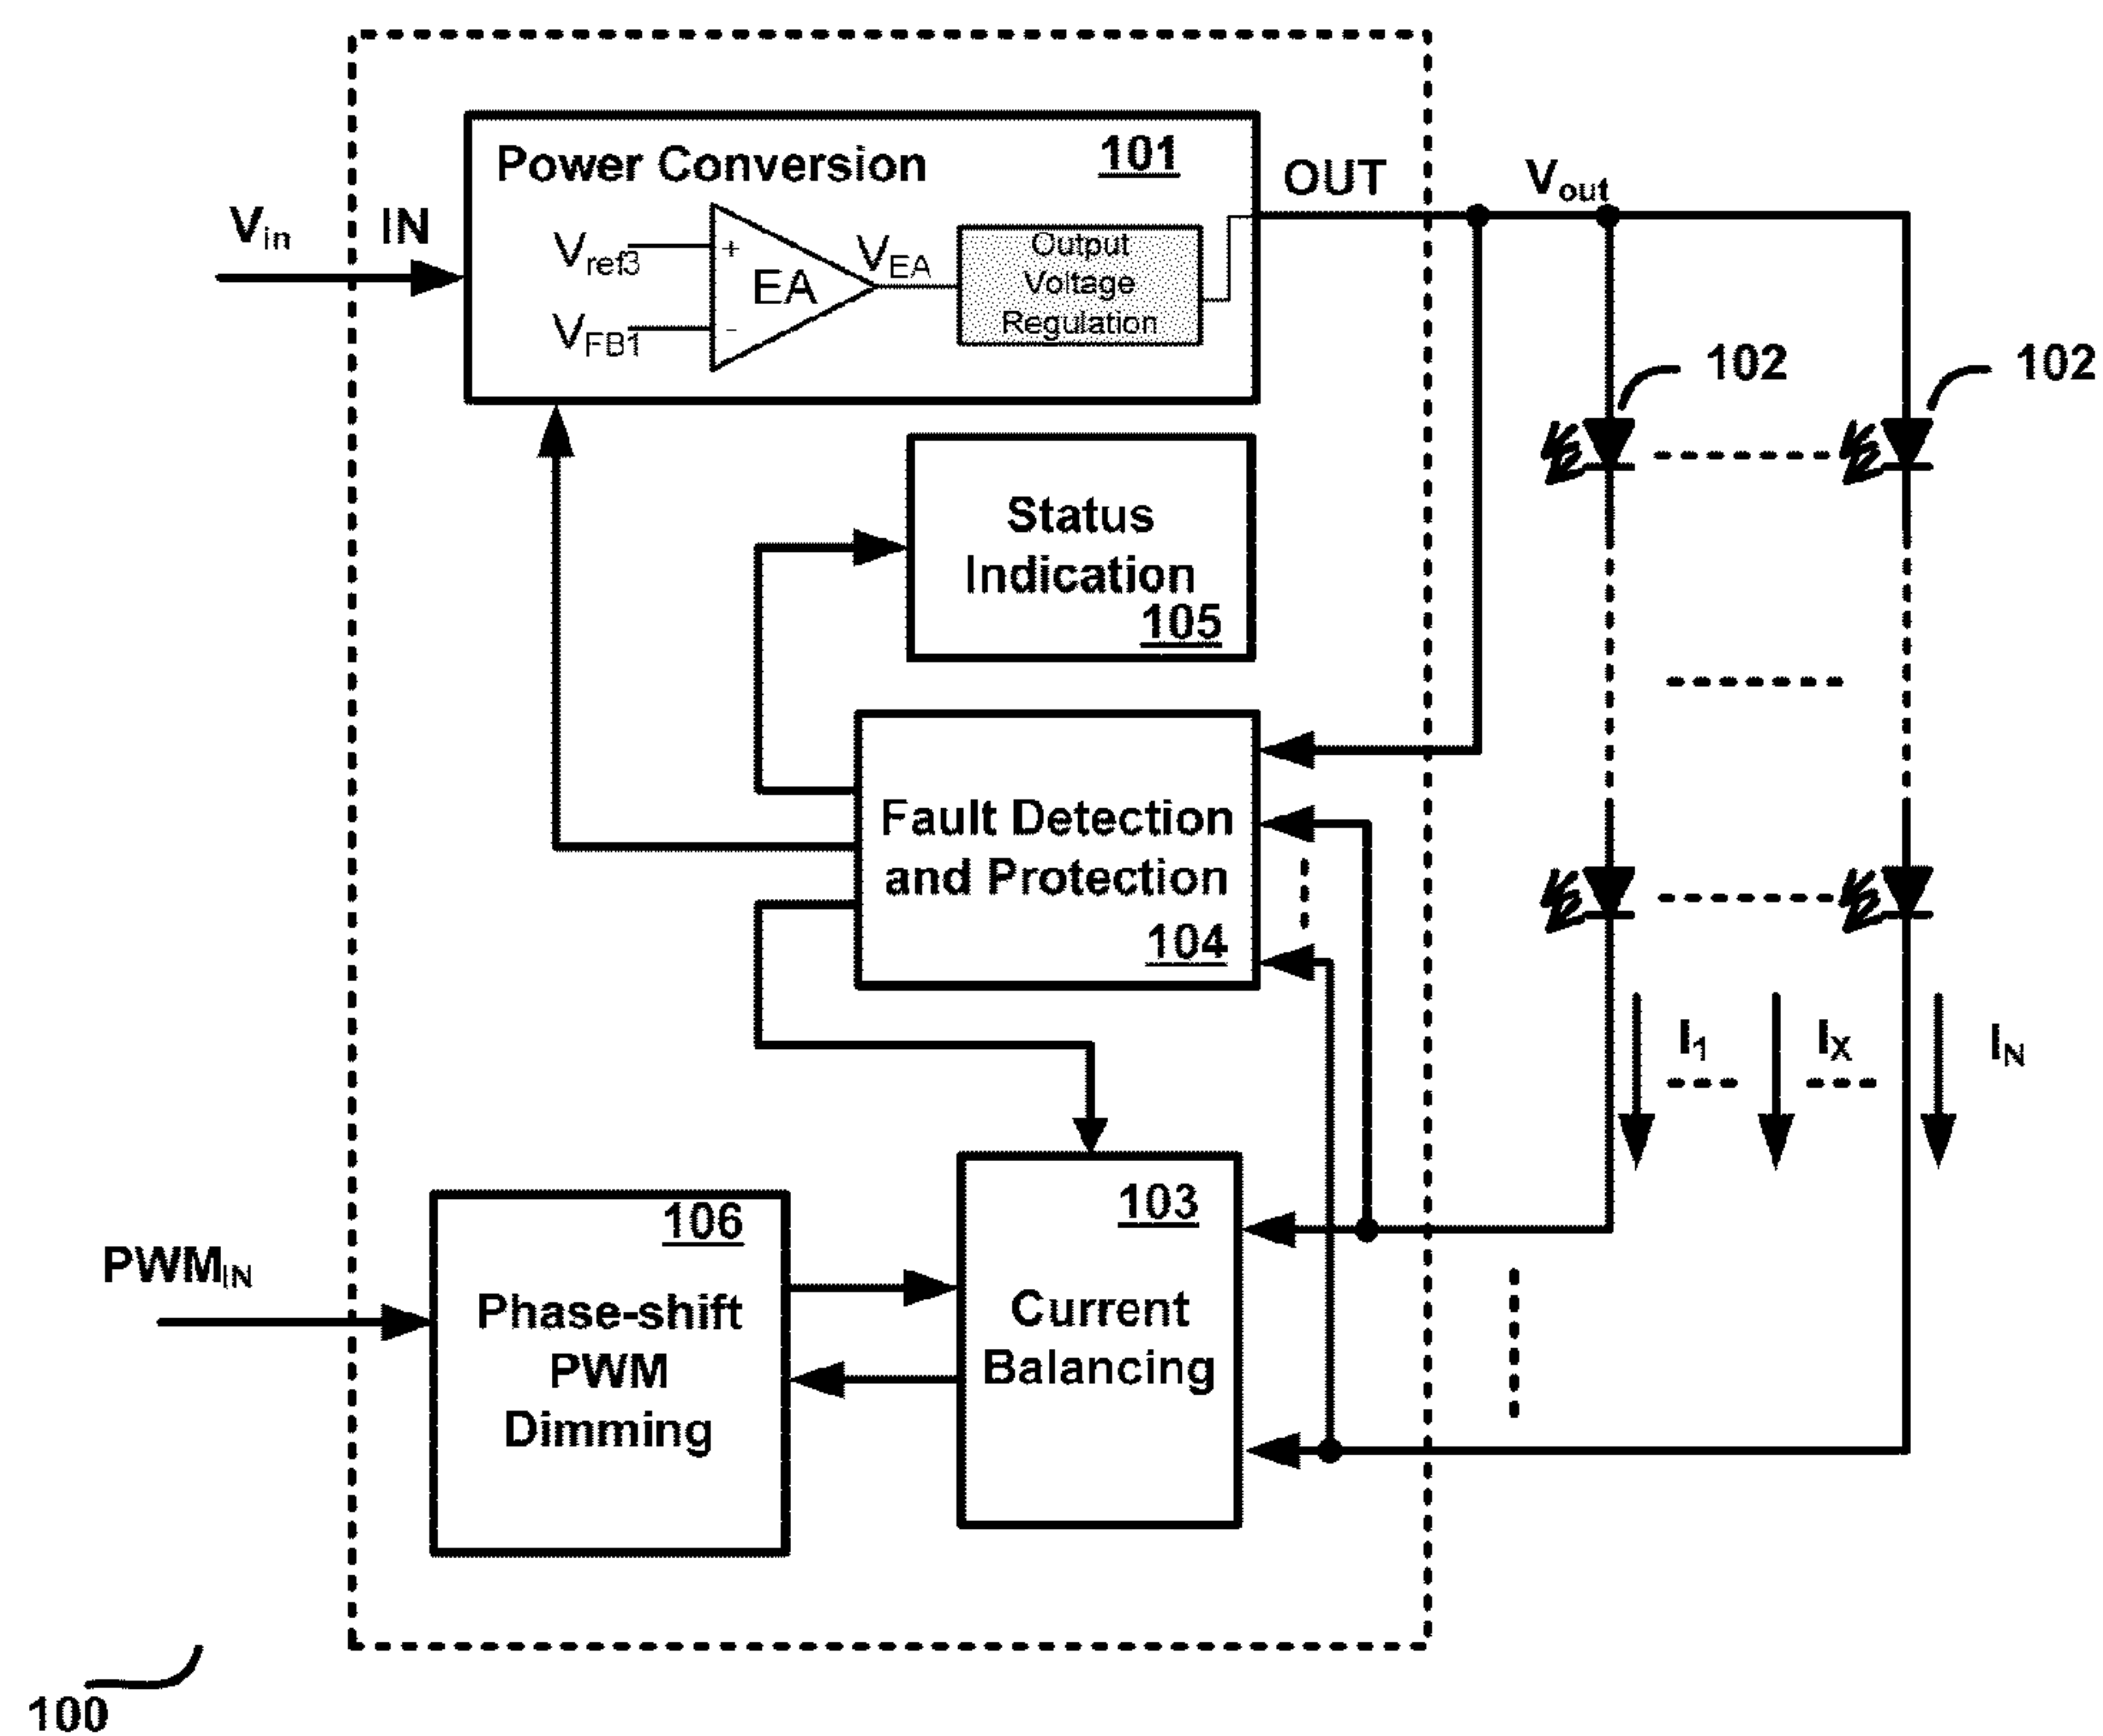 Power Conversion
101
OUT
Vout
Vin
IN
Vref3
+
EA
VEA
Output
Voltage
Regulation
VFB1
-
102
102
Status
Indication
105
Fault Detection
and Protection
104
I1
IX
IN
103
Current
Balancing
106
Phase-shift
PWM
Dimming
PWMIN
100